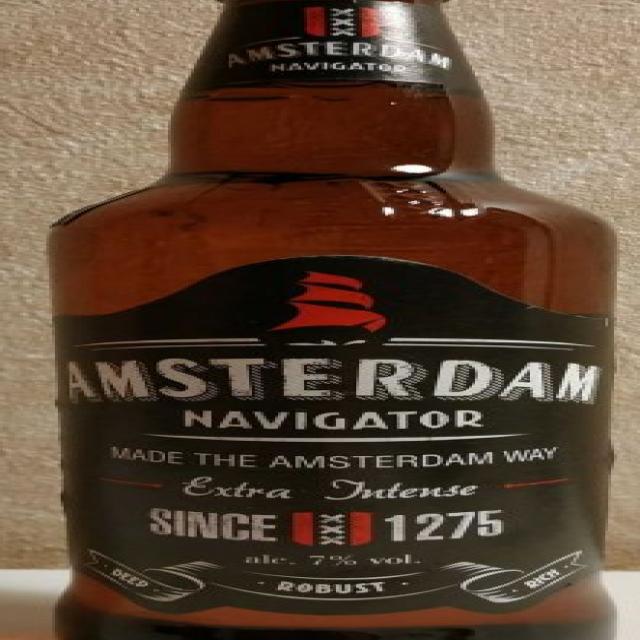 XXX
AMSTERDAM
NAVIGATOR
AMSTERDAM
NAVIGATOR
MADE THE AMSTERDAM WAY
Extra Intense
SINCE XXX 1275
alc. 7% vol.
DEEP · ROBUST · RICH